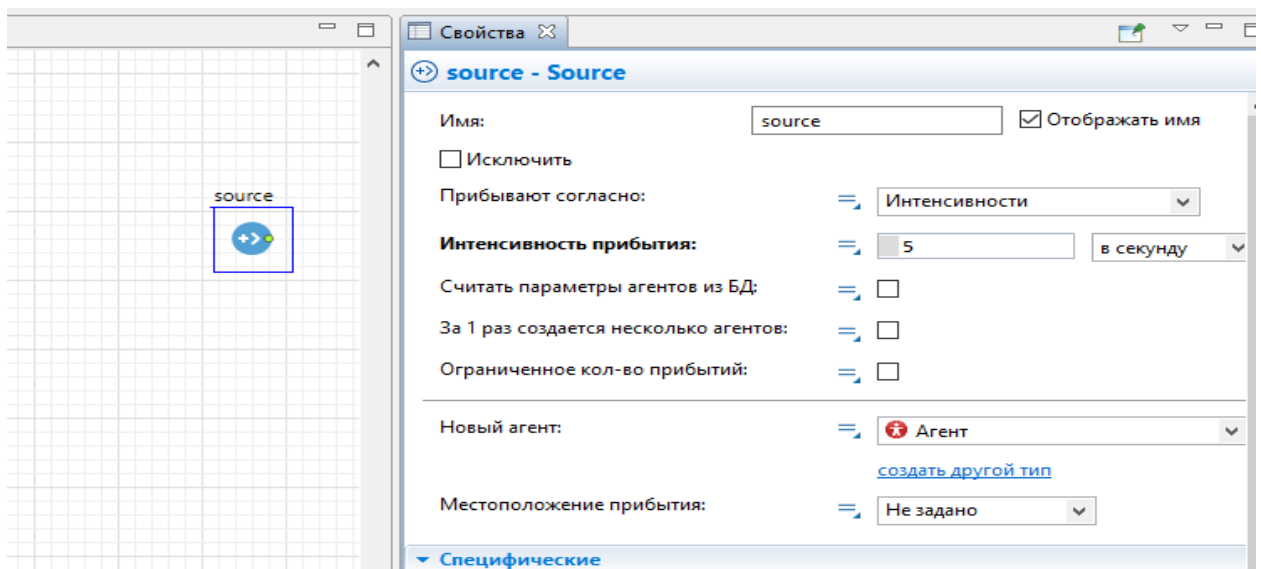 Свойства
source - Source
Имя: source Отображать имя
Исключить
source
Прибывают согласно: Интенсивности
Интенсивность прибытия: 5 в секунду
Считать параметры агентов из БД:
За 1 раз создается несколько агентов:
Ограниченное кол-во прибытий:
Новый агент: Агент
создать другой тип
Местоположение прибытия: Не задано
Специфические